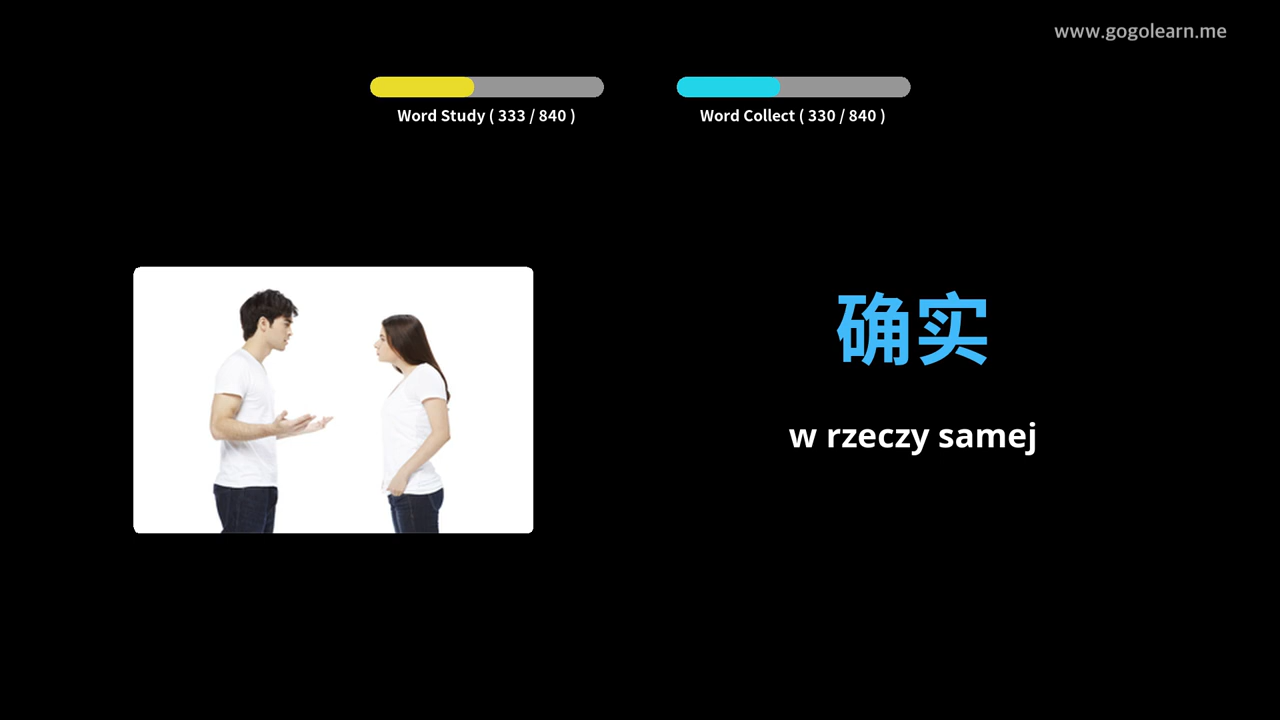 www.gogolearn.me
Word Study ( 333 / 840 )
Word Collect ( 330 / 840 )
确实
w rzeczy samej